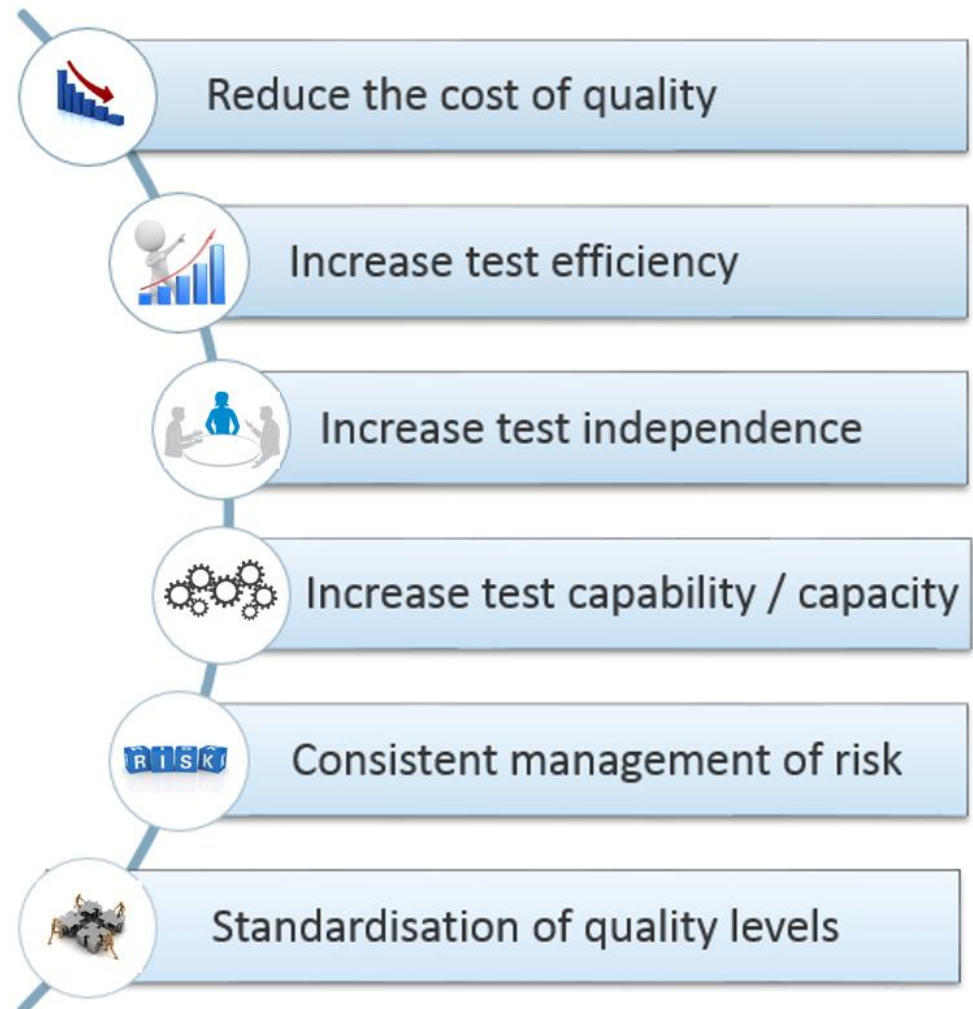 Reduce the cost of quality
Increase test efficiency
Increase test independence
Increase test capability / capacity
RISK
Consistent management of risk
Standardisation of quality levels